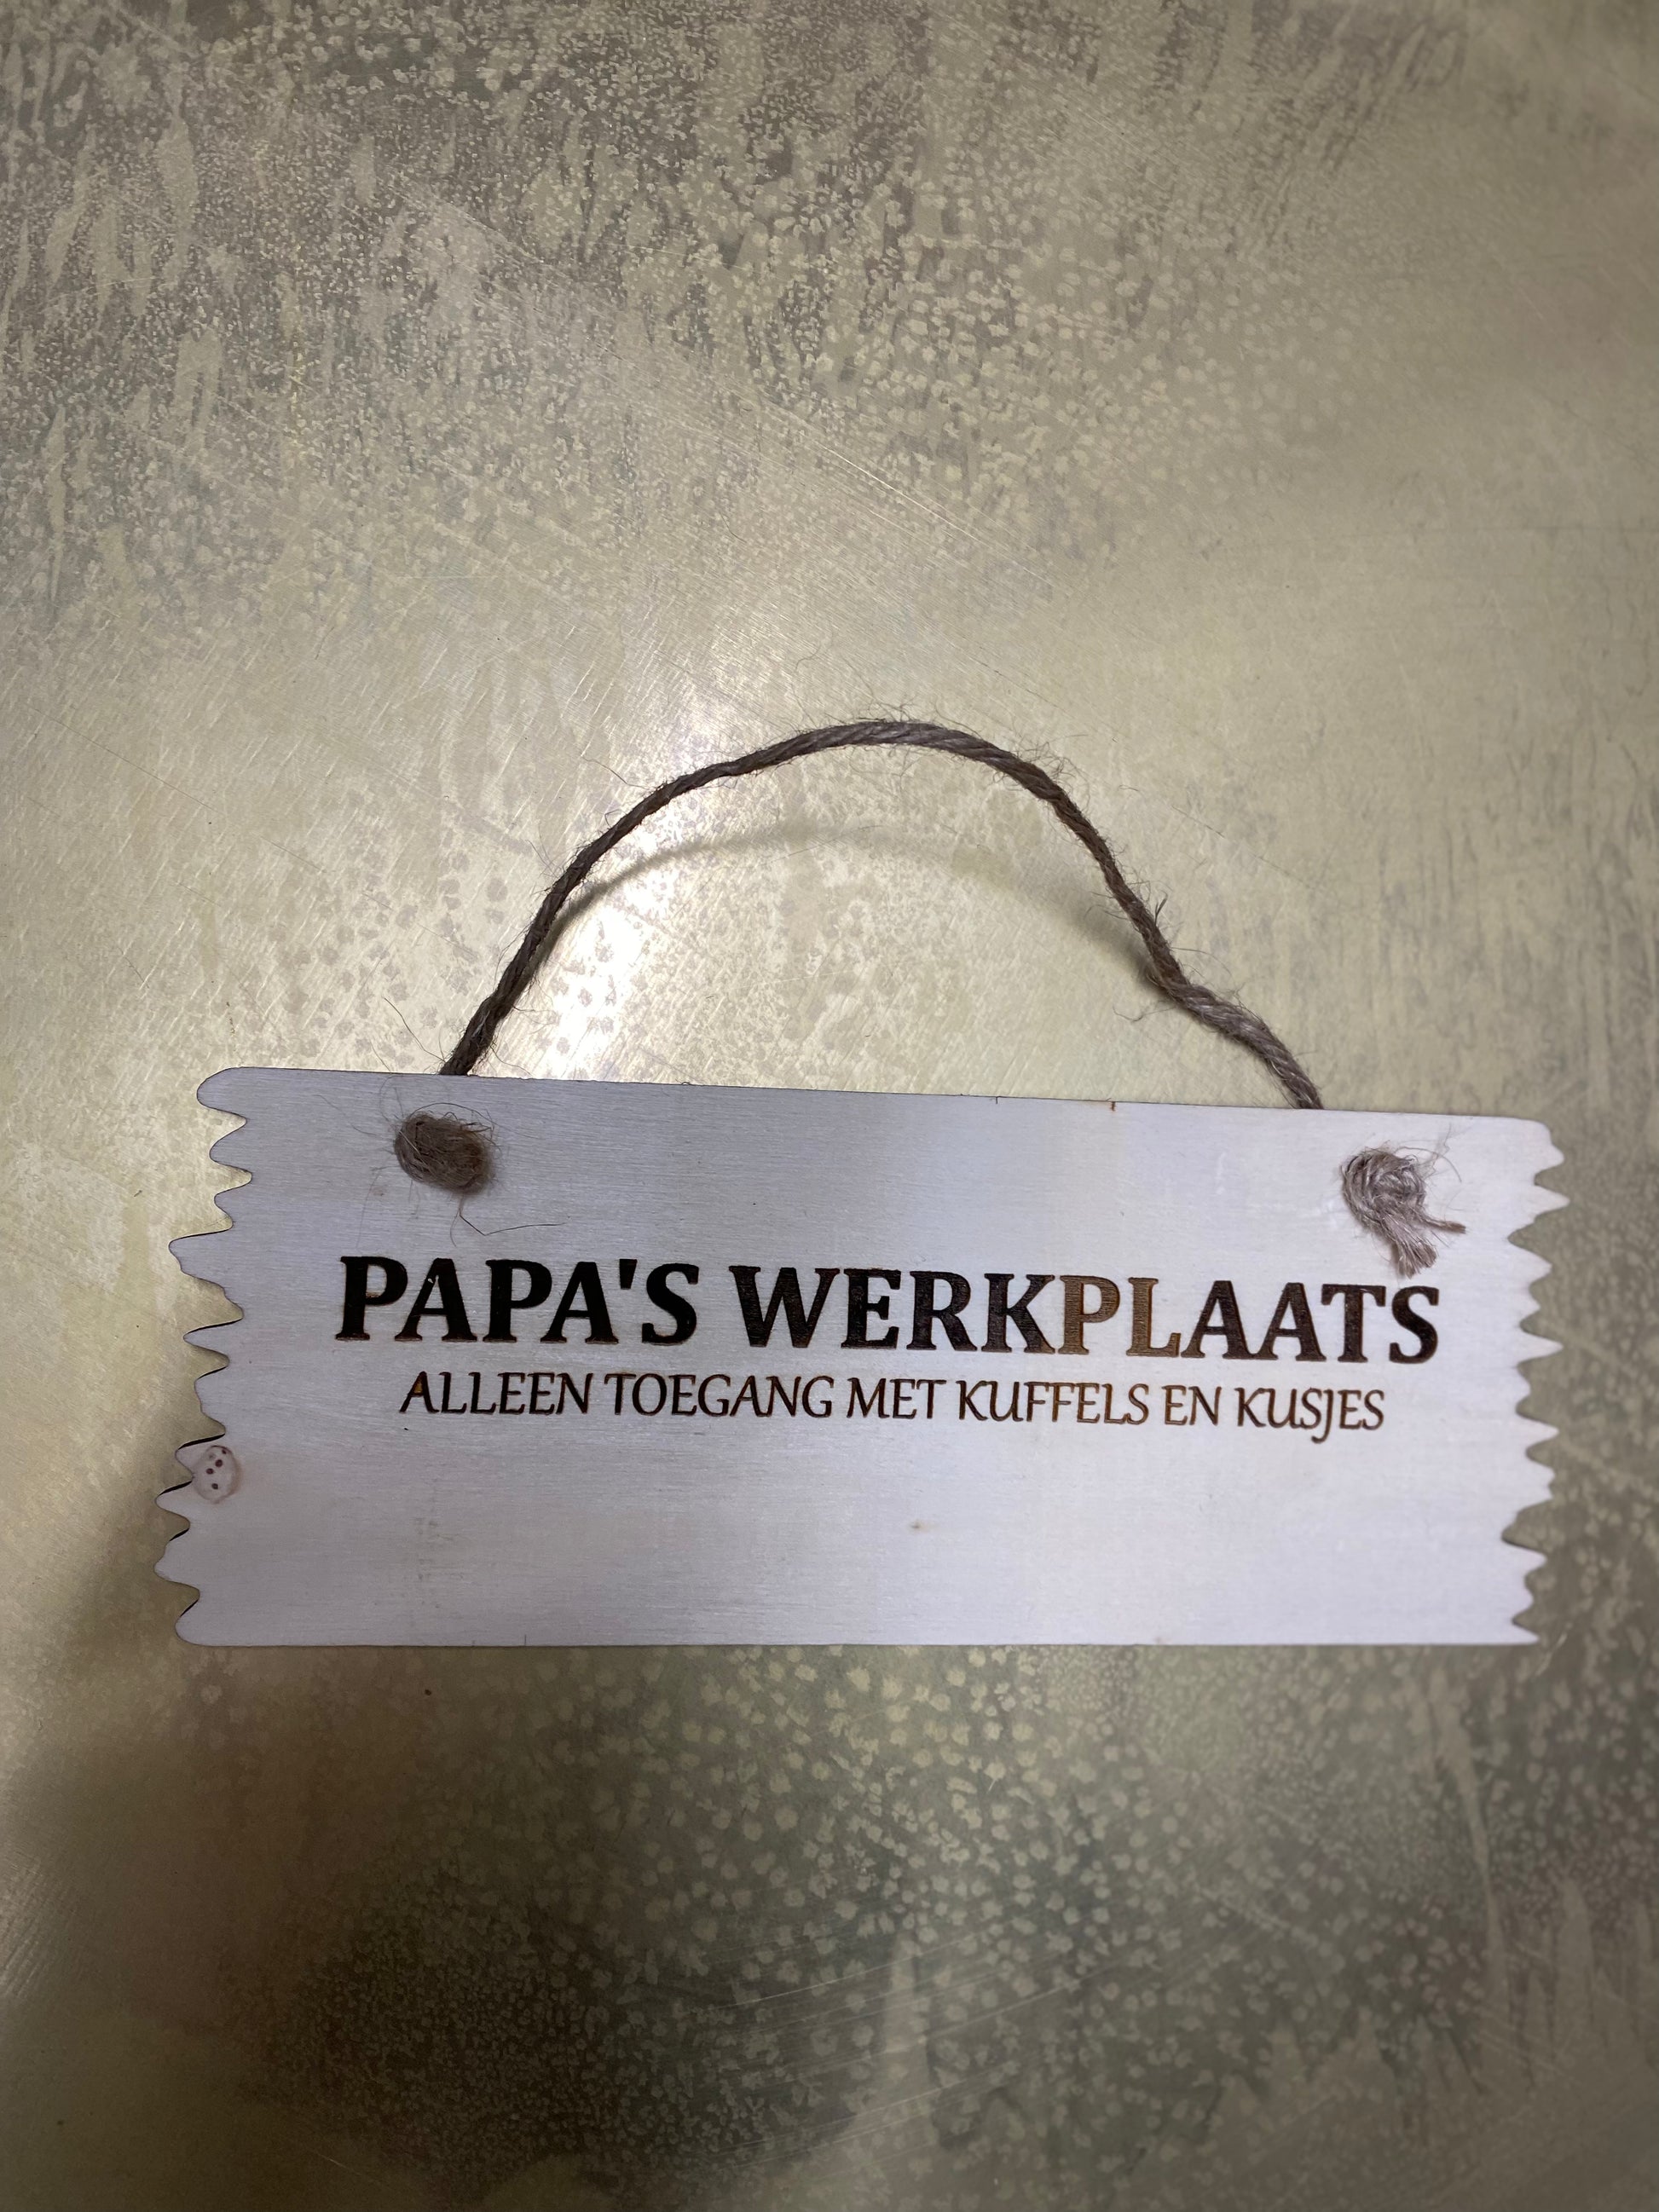 PAPA'S WERKPLAATS
ALLEEN TOEGANG MET KUFFELS EN KUSJES